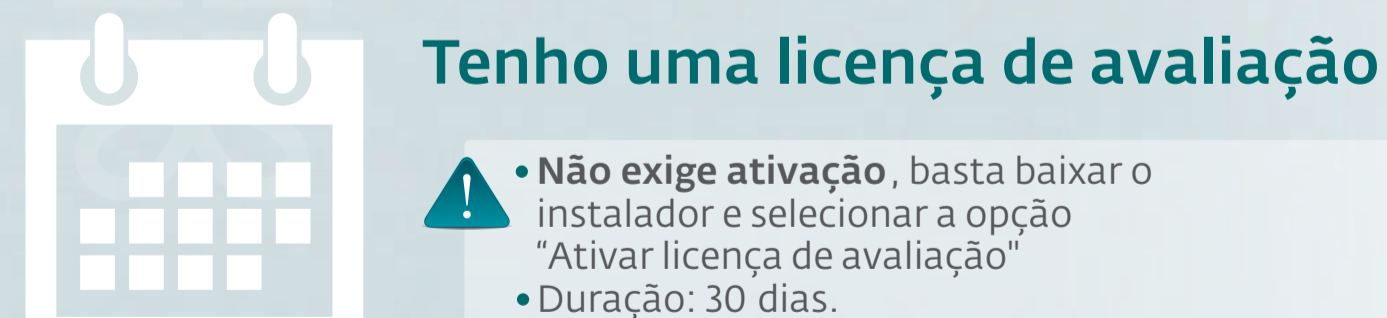 Tenho uma licença de avaliação
• Não exige ativação, basta baixar o
instalador e selecionar a opção
“Ativar licença de avaliação"
• Duração: 30 dias.